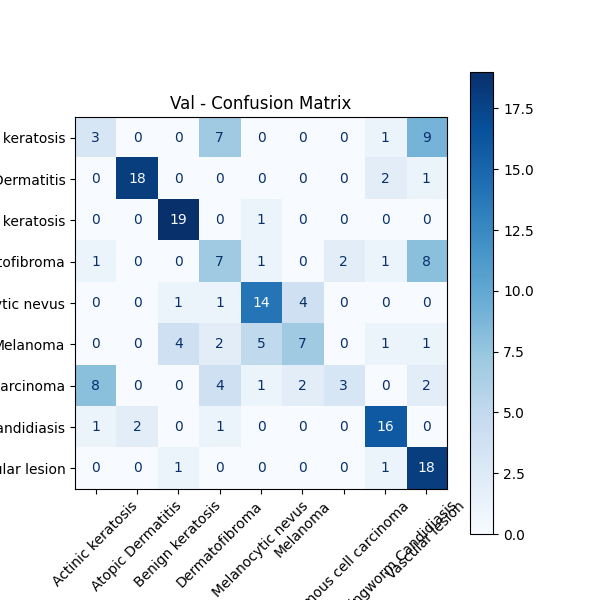 Val - Confusion Matrix
keratosis 3 0 0 7 0 0 0 1 9
Dermatitis 0 18 0 0 0 0 0 2 1
keratosis 0 0 19 0 1 0 0 0 0
tofibroma 1 0 0 7 1 0 2 1 8
ytic nevus 0 0 1 1 14 4 0 0 0
Melanoma 0 0 4 2 5 7 0 1 1
arcinoma 8 0 0 4 1 2 3 0 2
andidiasis 1 2 0 1 0 0 0 16 0
ular lesion 0 0 1 0 0 0 0 1 18
Actinic keratosis
Atopic Dermatitis
Benign keratosis
Dermatofibroma
Melanocytic nevus
Melanoma
mous cell carcinoma
ngworm Candidiasis
Vascular lesion
17.5
15.0
12.5
10.0
7.5
5.0
2.5
0.0